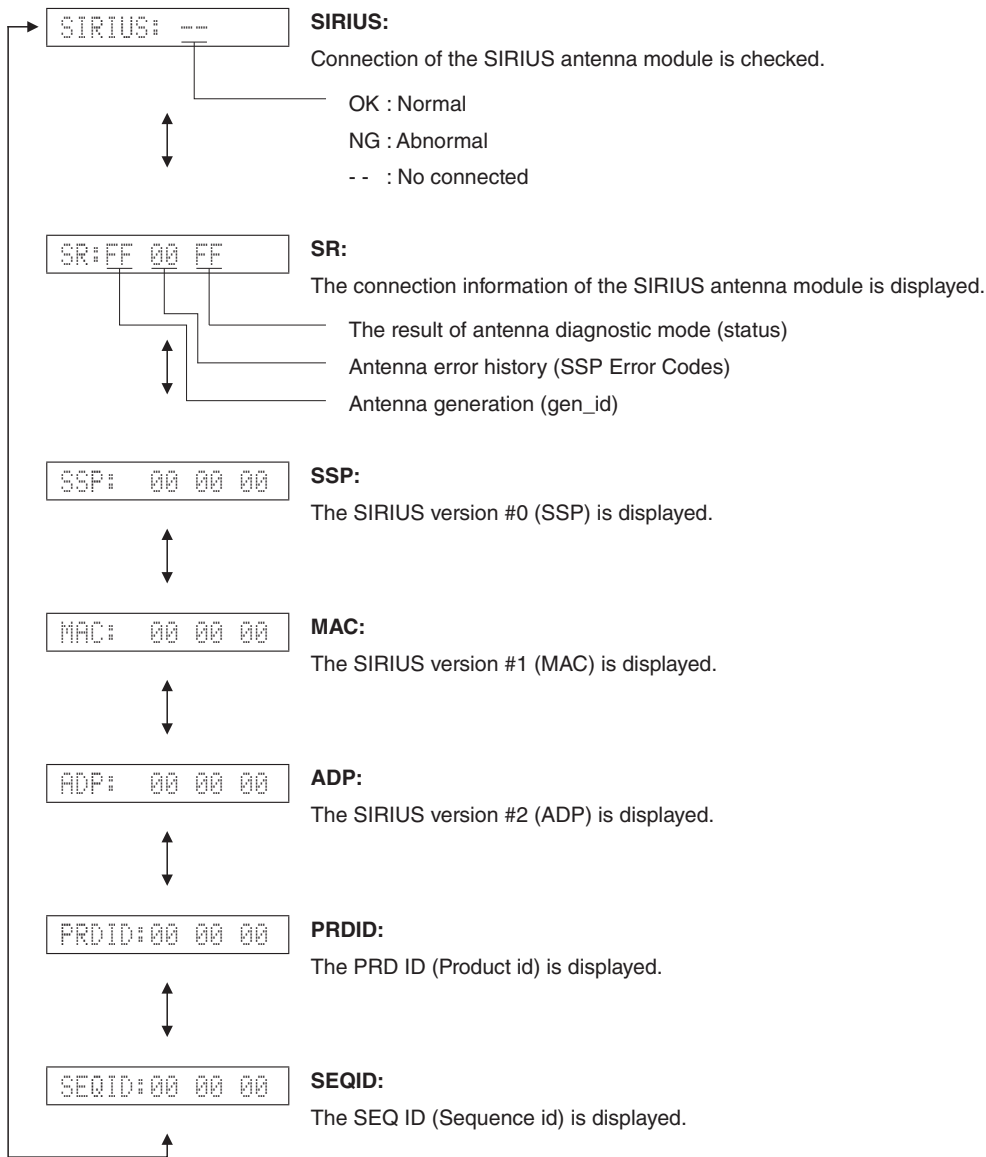 SIRIUS: --
SIRIUS:
Connection of the SIRIUS antenna module is checked.
OK : Normal
NG : Abnormal
- - : No connected
SR:FF 00 FF
SR:
The connection information of the SIRIUS antenna module is displayed.
The result of antenna diagnostic mode (status)
Antenna error history (SSP Error Codes)
Antenna generation (gen_id)
SSP: 00 00 00
SSP:
The SIRIUS version #0 (SSP) is displayed.
MAC: 00 00 00
MAC:
The SIRIUS version #1 (MAC) is displayed.
ADP: 00 00 00
ADP:
The SIRIUS version #2 (ADP) is displayed.
PRDID:00 00 00
PRDID:
The PRD ID (Product id) is displayed.
SEQID:00 00 00
SEQID:
The SEQ ID (Sequence id) is displayed.